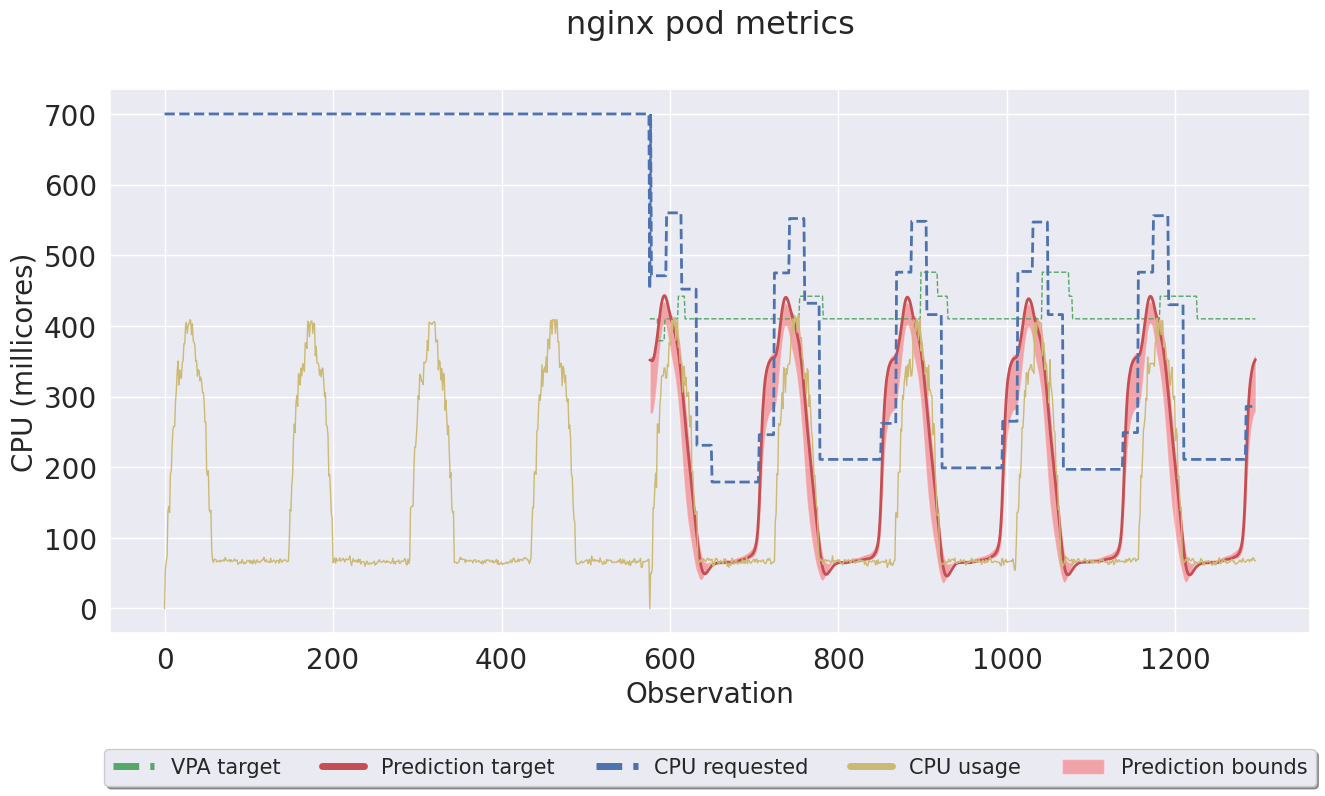 nginx pod metrics
CPU (millicores)
700
600
500
400
300
200
100
0
0 200 400 600 800 1000 1200
Observation
VPA target Prediction target CPU requested CPU usage Prediction bounds